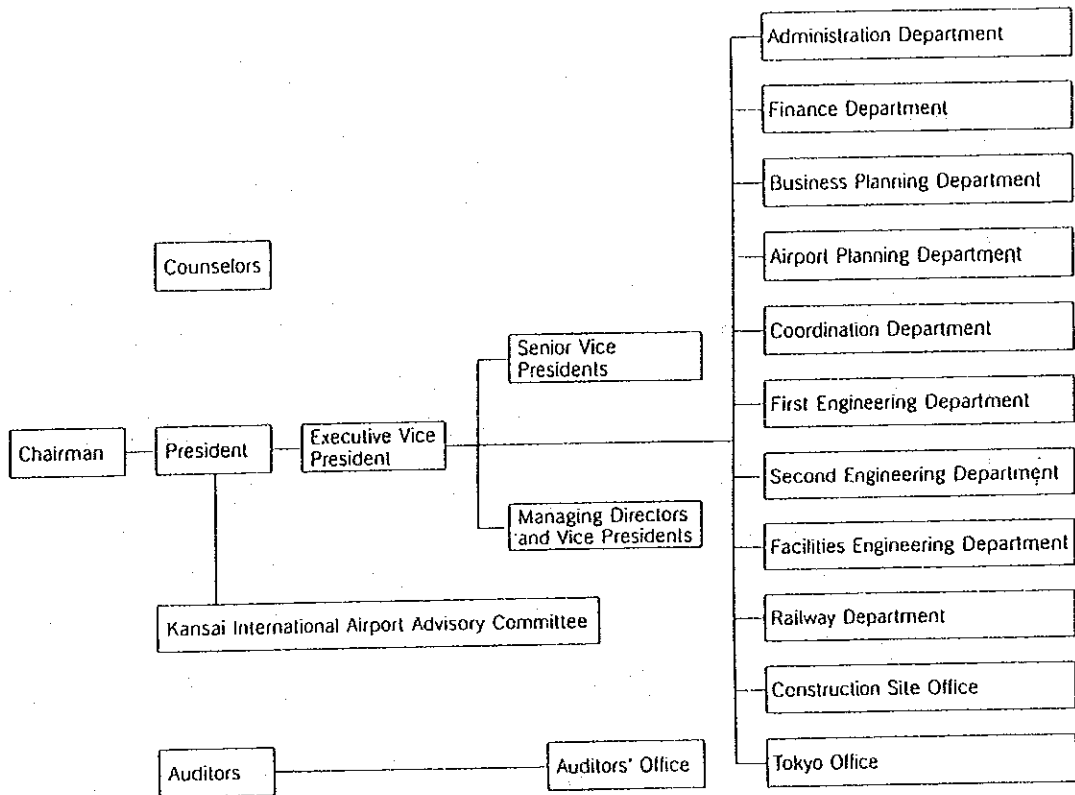 Administration Department
Finance Department
Business Planning Department
Counselors
Airport Planning Department
Senior Vice
Presidents
Coordination Department
First Engineering Department
Chairman
President
Executive Vice
President
Second Engineering Department
Managing Directors
and Vice Presidents
Facilities Engineering Department
Kansai International Airport Advisory Committee
Railway Department
Construction Site Office
Auditors
Auditors' Office
Tokyo Office